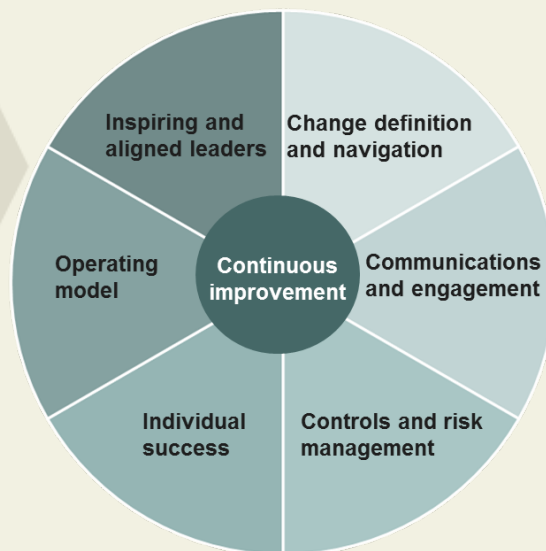 Inspiring and
aligned leaders
Change definition
and navigation
Operating
model
Continuous
improvement
Communications
and engagement
Individual
success
Controls and risk
management